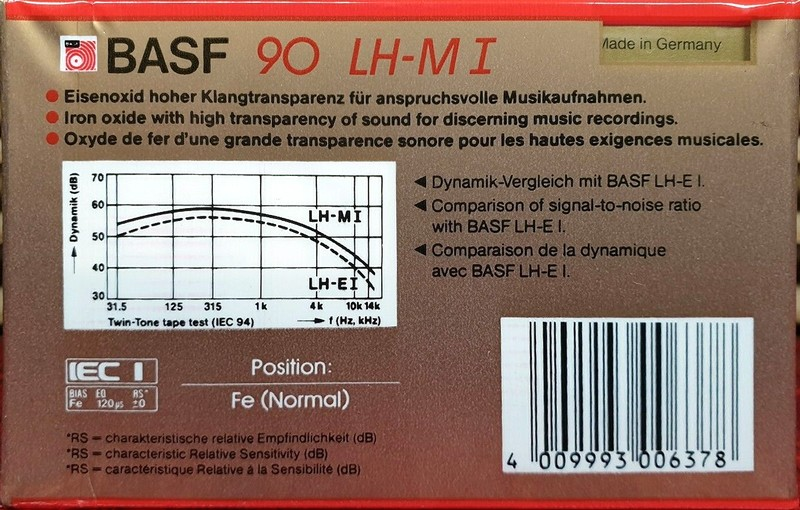 BASF 90 LH-M I
Made in Germany
Eisenoxid hoher Klangtransparenz für anspruchsvolle Musikaufnahmen.
Iron oxide with high transparency of sound for discerning music recordings.
Oxyde de fer d'une grande transparence sonore pour les hautes exigences musicales.
Dynamik (dB)
70
60
50
40
30
LH-M I
LH-E I
31.5 125 315 1k 4k 10k 14k
Twin-Tone tape test (IEC 94) f (Hz, kHz)
Dynamik-Vergleich mit BASF LH-E I.
Comparison of signal-to-noise ratio
with BASF LH-E I.
Comparaison de la dynamique
avec BASF LH-E I.
IEC I
BIAS EQ RS*
Fe 120µs ±0
Position:
Fe (Normal)
*RS = charakteristische relative Empfindlichkeit (dB)
*RS = characteristic Relative Sensitivity (dB)
*RS = caractéristique Relative à la Sensibilité (dB)
4 009993 006378